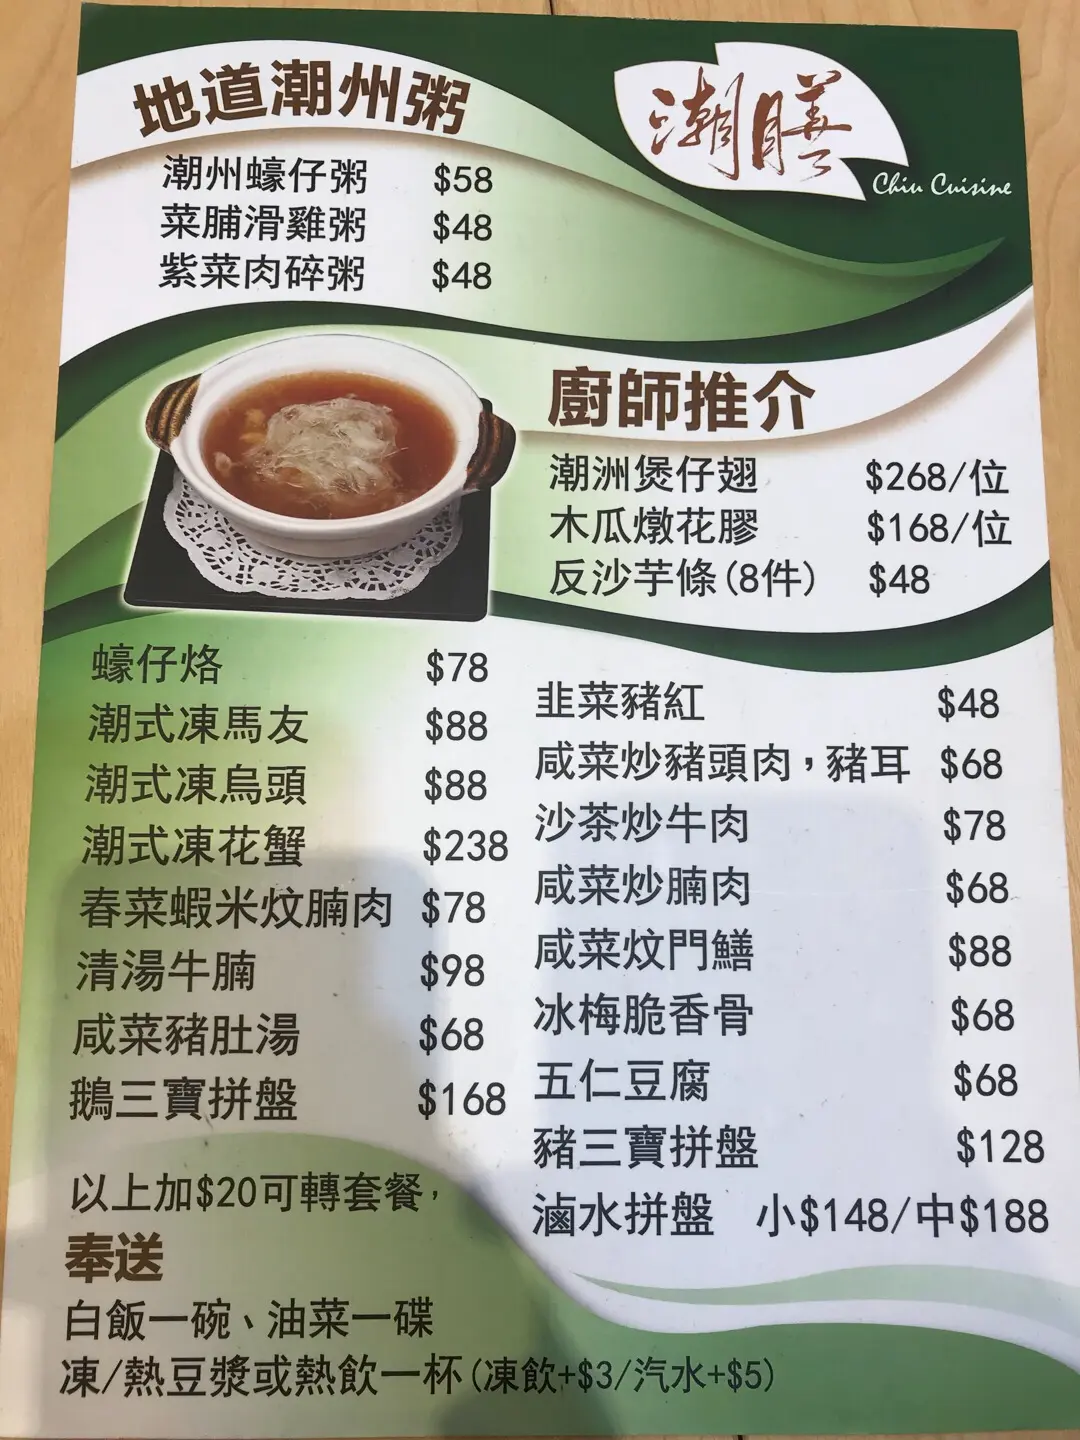 地道潮州粥
潮膳
Chiu Cuisine
潮州蠔仔粥 $58
菜脯滑雞粥 $48
紫菜肉碎粥 $48
廚師推介
潮洲煲仔翅 $268/位
木瓜燉花膠 $168/位
反沙芋條(8件) $48
蠔仔烙 $78
潮式凍馬友 $88
潮式凍烏頭 $88
潮式凍花蟹 $238
春菜蝦米炆腩肉 $78
清湯牛腩 $98
咸菜豬肚湯 $68
鵝三寶拼盤 $168
韭菜豬紅 $48
咸菜炒豬頭肉，豬耳 $68
沙茶炒牛肉 $78
咸菜炒腩肉 $68
咸菜炆門鱔 $88
冰梅脆香骨 $68
五仁豆腐 $68
豬三寶拼盤 $128
滷水拼盤 小$148/中$188
以上加$20可轉套餐，
奉送
白飯一碗、油菜一碟
凍/熱豆漿或熱飲一杯(凍飲+$3/汽水+$5)